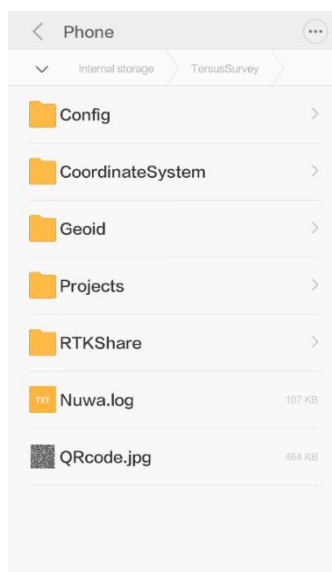 Phone
Internal storage TersusSurvey
Config
CoordinateSystem
Geoid
Projects
RTKShare
TXT Nuwa.log 107 KB
QRcode.jpg 464 KB